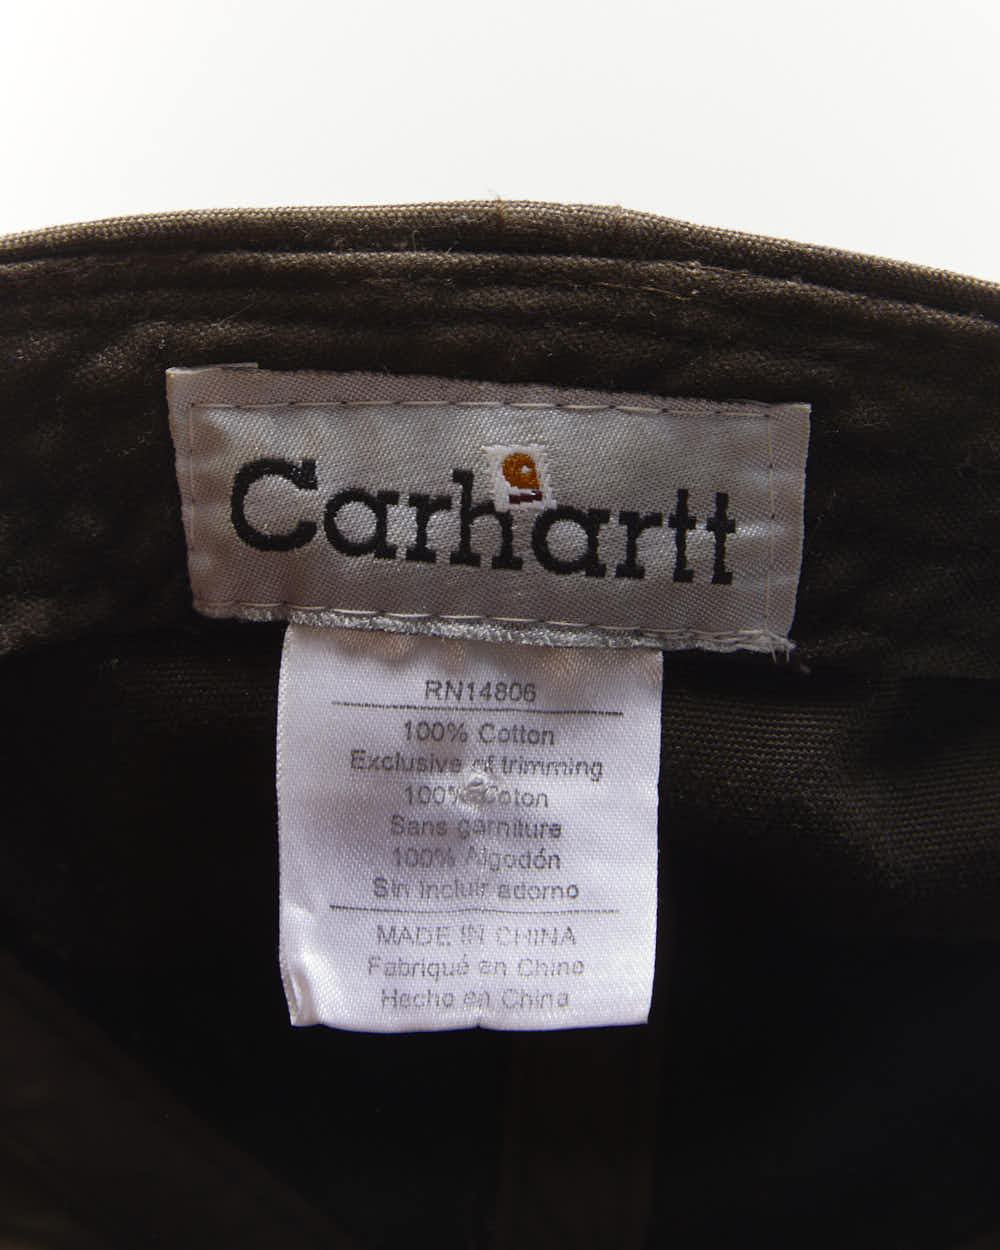 Carhartt
RN14806
100% Cotton
Exclusive of trimming
100% Coton
Sans garniture
100% Algodón
Sin incluir adorno
MADE IN CHINA
Fabriqué en Chine
Hecho en China